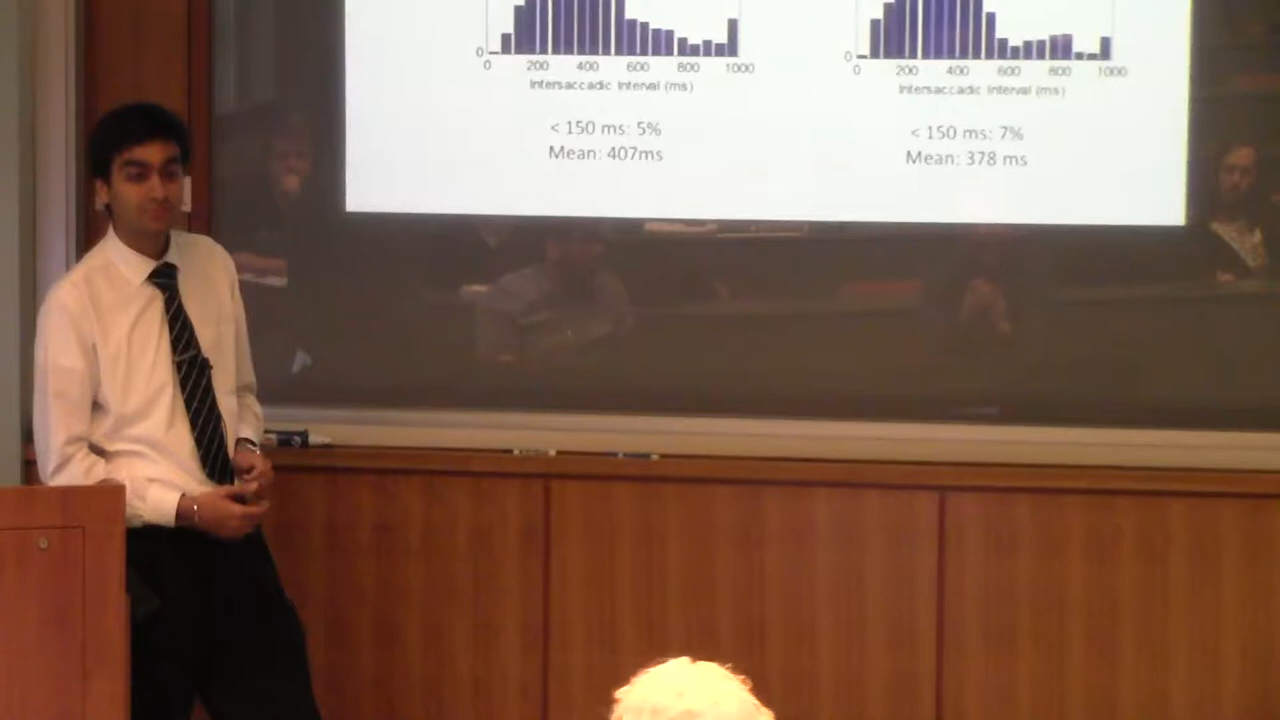 0
0 200 400 600 800 1000
Intersaccadic Interval (ms)
< 150 ms: 5%
Mean: 407ms
0
0 200 400 600 800 1000
Intersaccadic Interval (ms)
< 150 ms: 7%
Mean: 378 ms